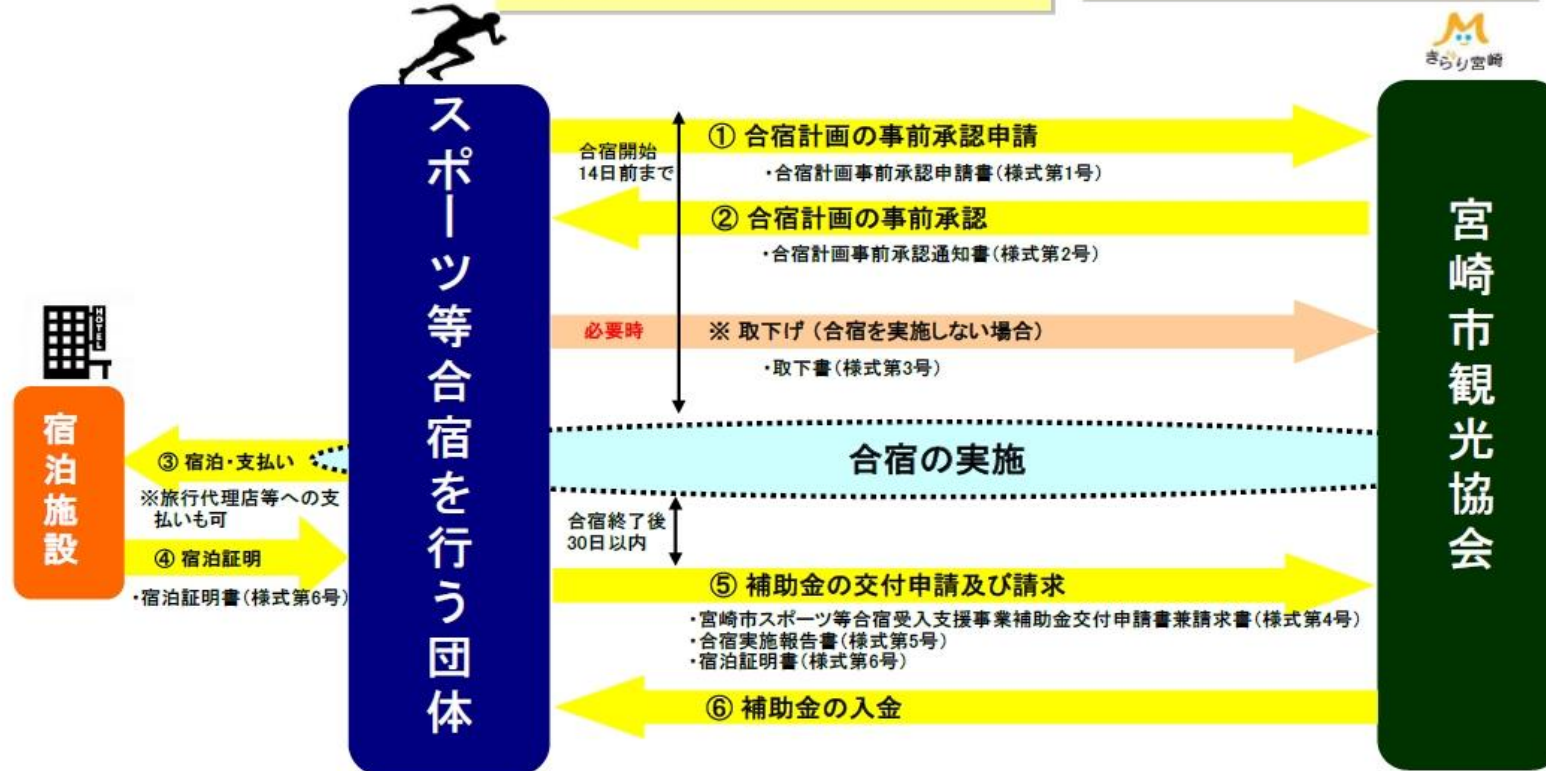 きらり宮崎
スポーツ等合宿を行う団体
宮崎市観光協会
合宿開始
14日前まで
① 合宿計画の事前承認申請
・合宿計画事前承認申請書(様式第1号)
② 合宿計画の事前承認
・合宿計画事前承認通知書(様式第2号)
必要時
※ 取下げ（合宿を実施しない場合）
・取下書(様式第3号)
HOTEL
宿泊施設
合宿の実施
③ 宿泊・支払い
※旅行代理店等への支
払いも可
④ 宿泊証明
・宿泊証明書(様式第6号)
合宿終了後
30日以内
⑤ 補助金の交付申請及び請求
・宮崎市スポーツ等合宿受入支援事業補助金交付申請書兼請求書(様式第4号)
・合宿実施報告書(様式第5号)
・宿泊証明書(様式第6号)
⑥ 補助金の入金